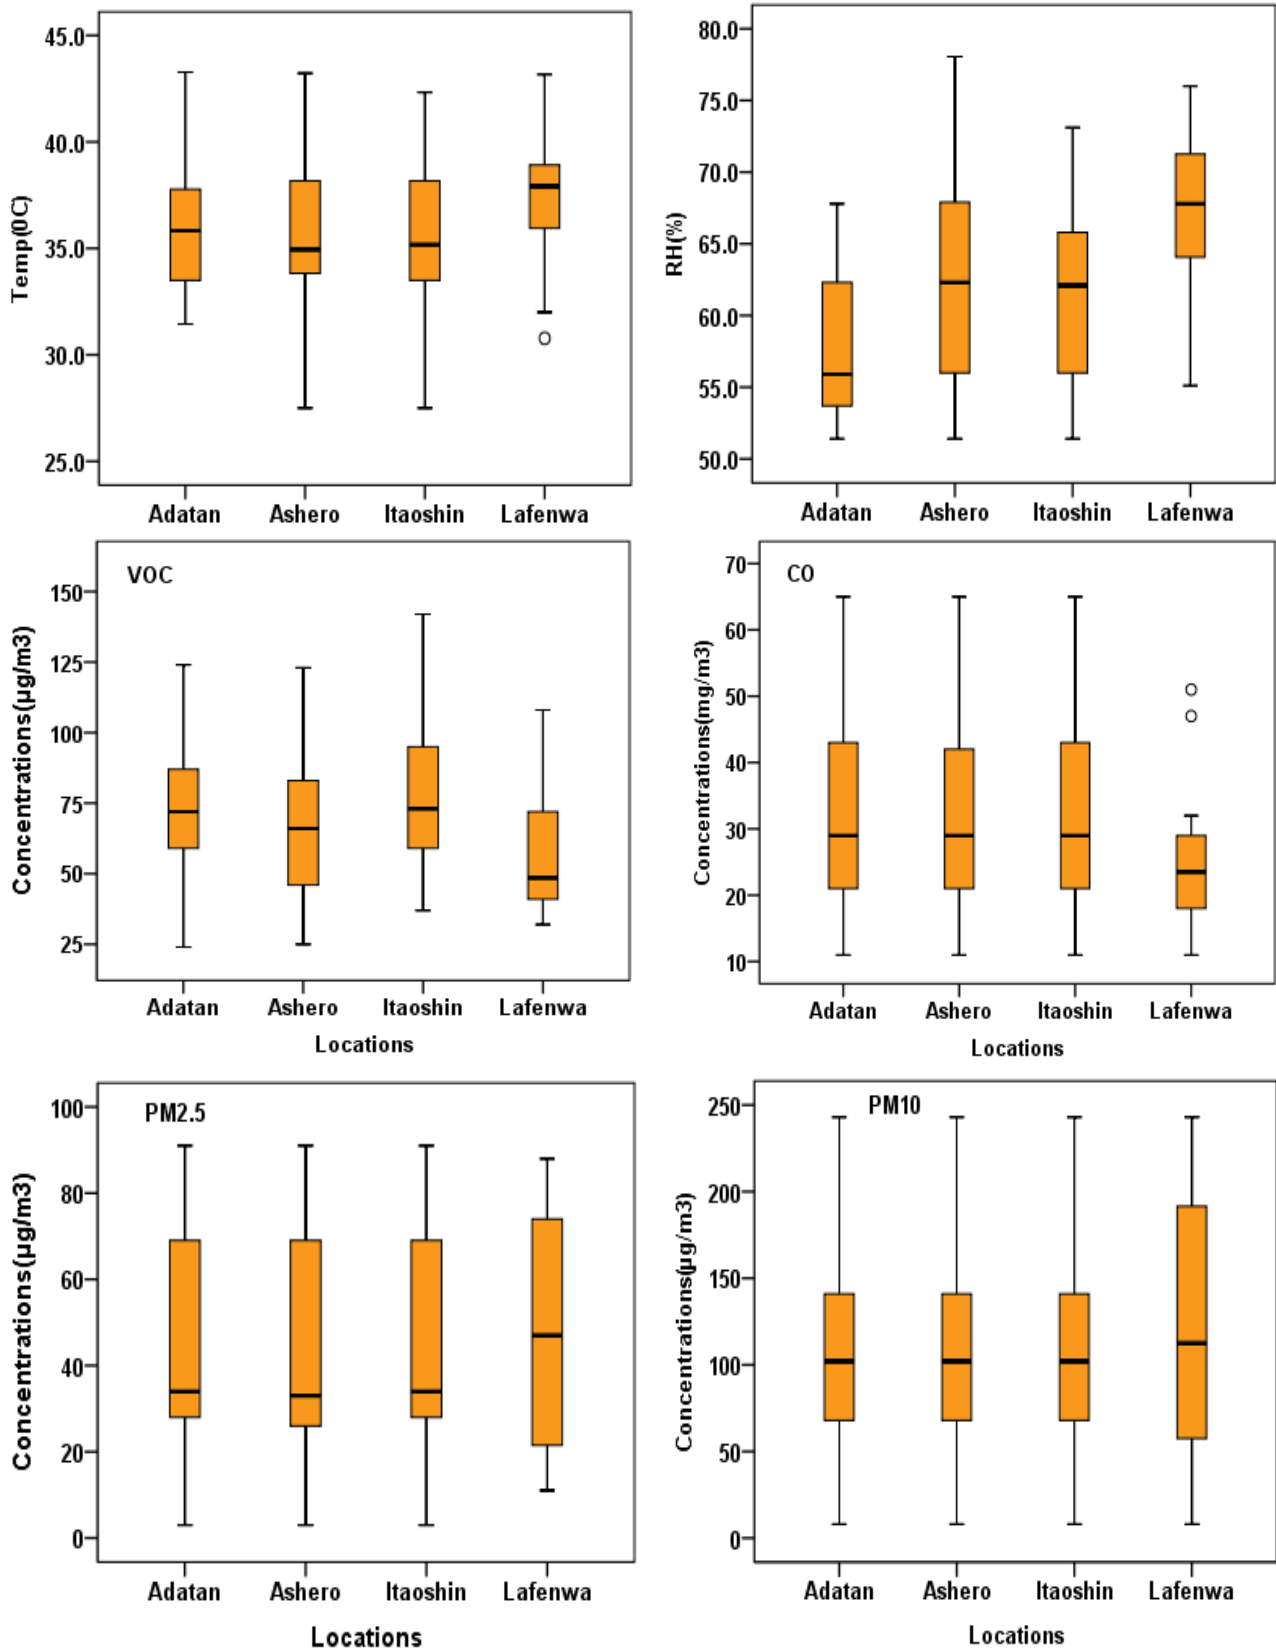 Temp(0C)
45.0
40.0
35.0
30.0
25.0
Adatan Ashero Itaoshin Lafenwa
RH(%)
80.0
75.0
70.0
65.0
60.0
55.0
50.0
Adatan Ashero Itaoshin Lafenwa
VOC
Concentrations(µg/m3)
150
125
100
75
50
25
Adatan Ashero Itaoshin Lafenwa
Locations
CO
Concentrations(mg/m3)
70
60
50
40
30
20
10
Adatan Ashero Itaoshin Lafenwa
Locations
PM2.5
Concentrations(µg/m3)
100
80
60
40
20
0
Adatan Ashero Itaoshin Lafenwa
Locations
PM10
Concentrations(µg/m3)
250
200
150
100
50
0
Adatan Ashero Itaoshin Lafenwa
Locations